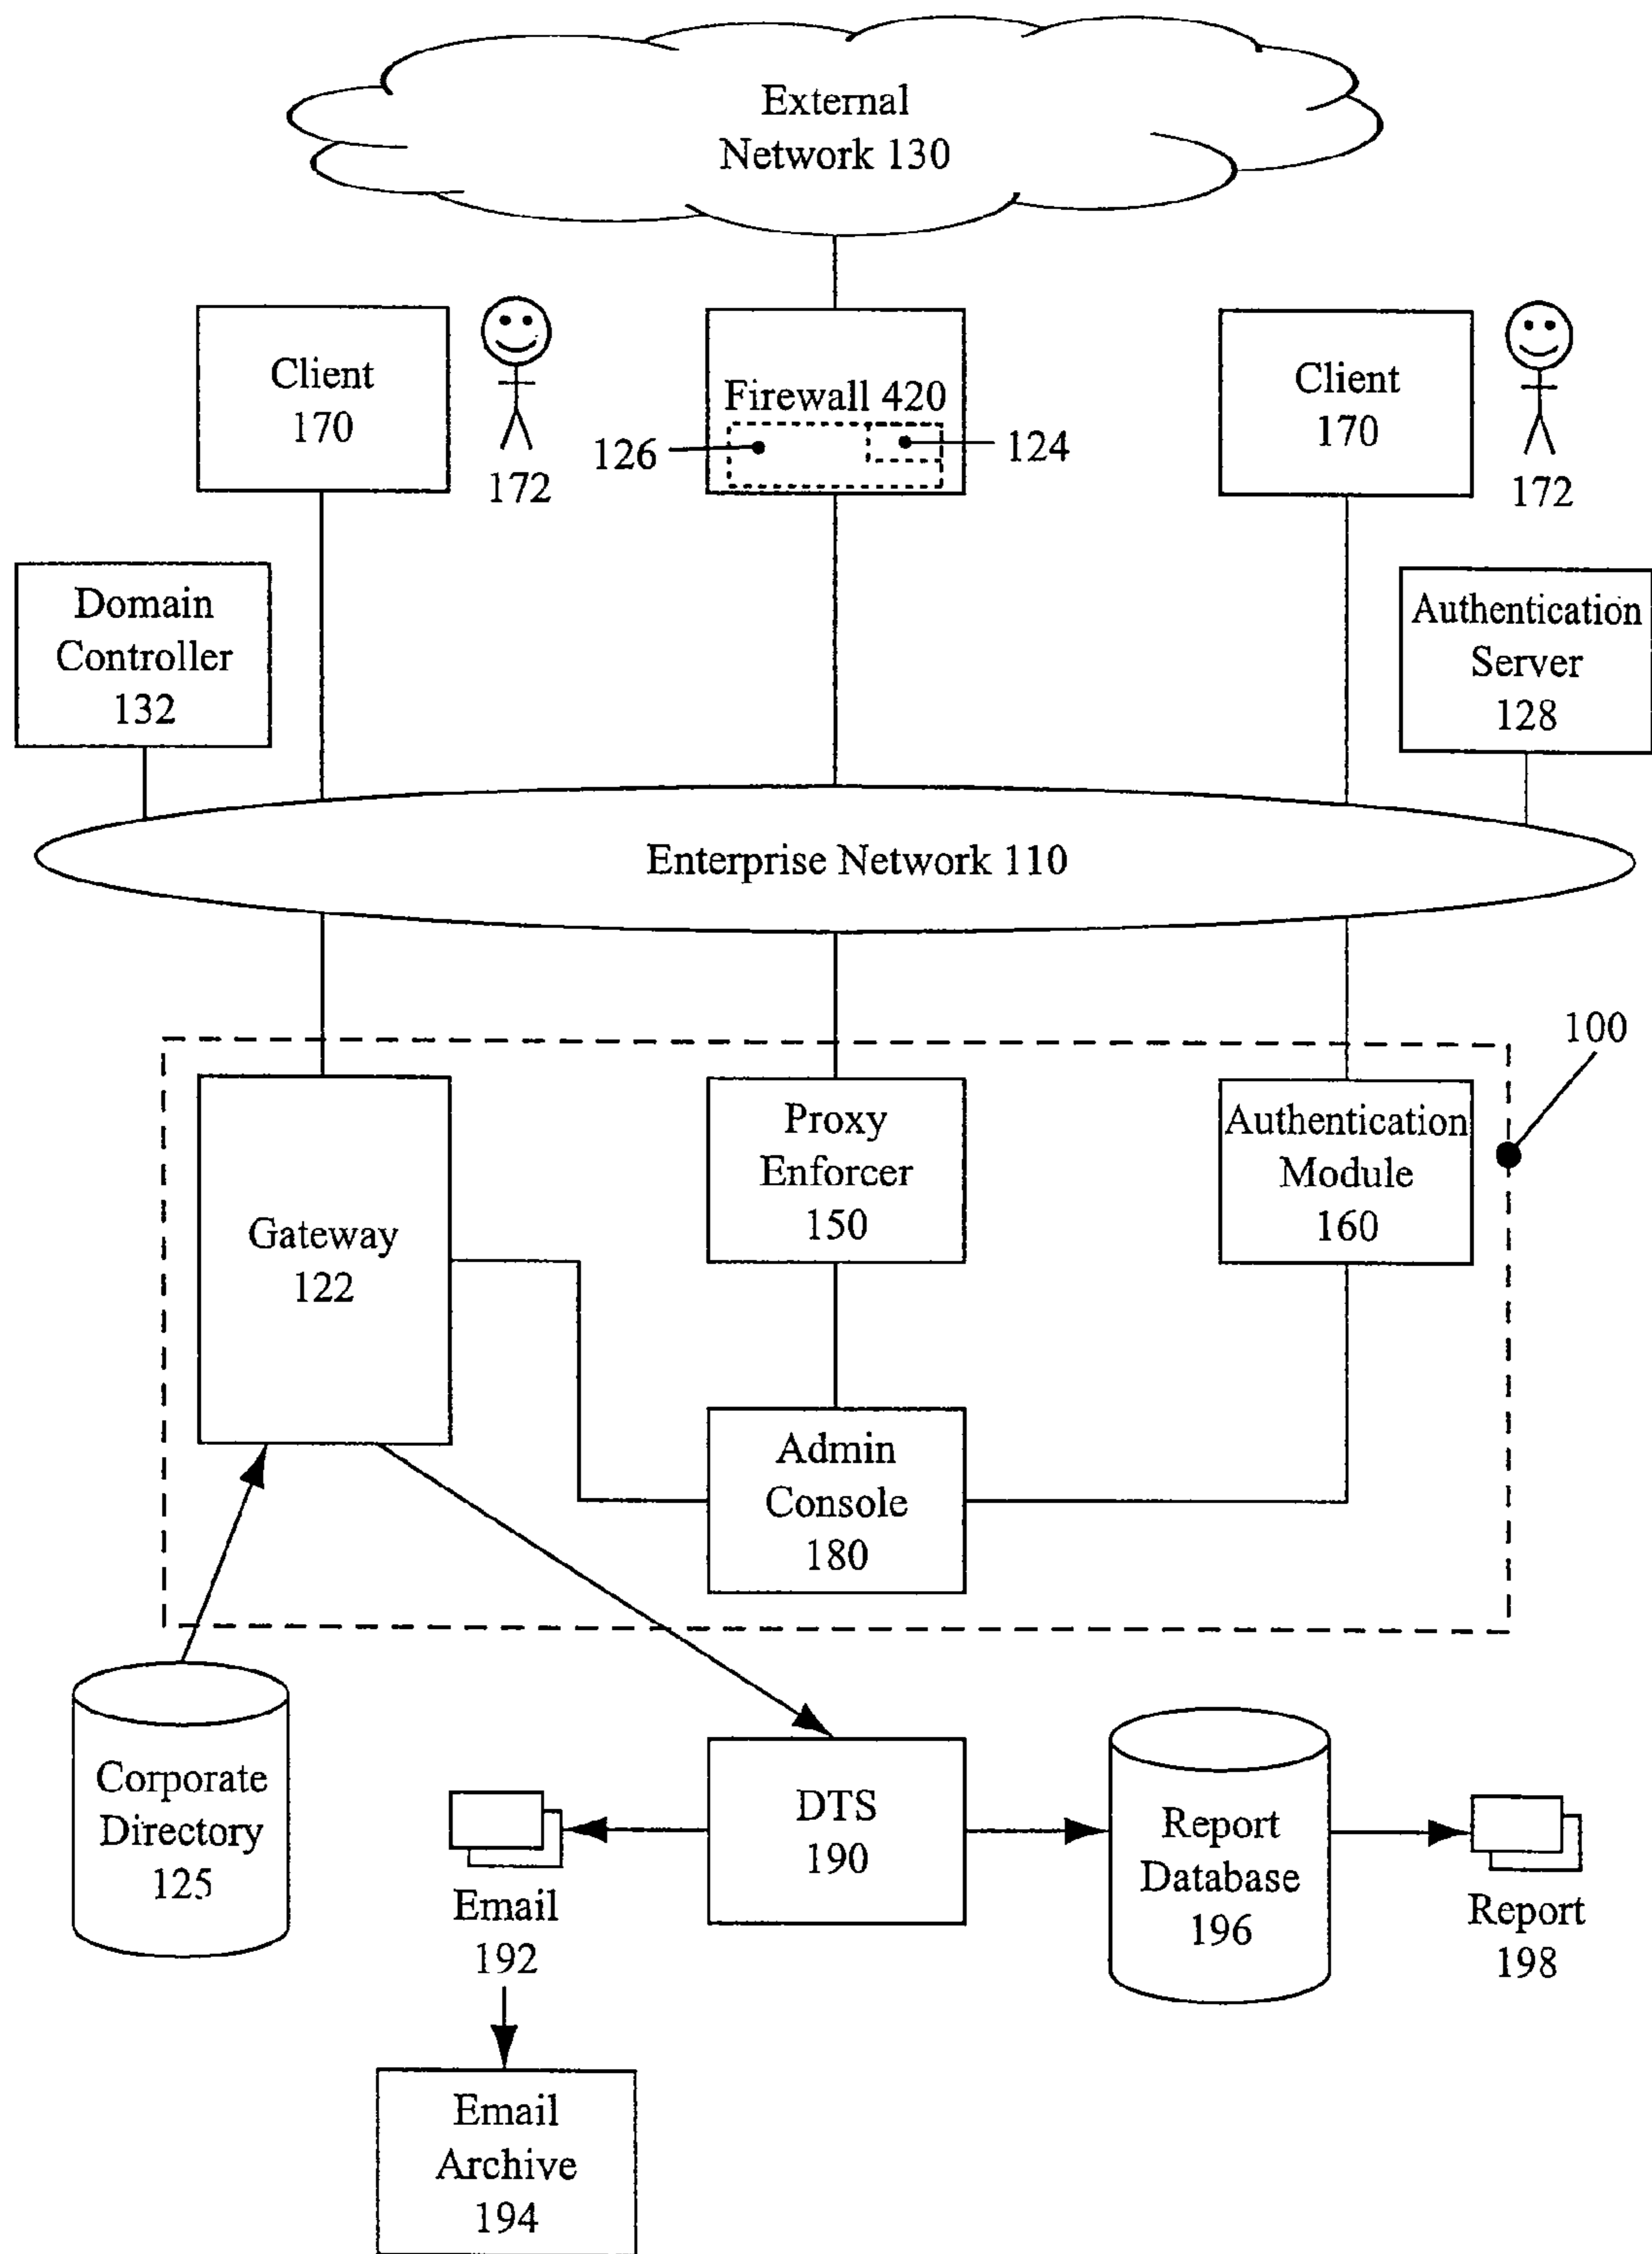 External
Network 130
Client
170
172
Firewall 420
126
124
Client
170
172
Domain
Controller
132
Authentication
Server
128
Enterprise Network 110
100
Gateway
122
Proxy
Enforcer
150
Authentication
Module
160
Admin
Console
180
Corporate
Directory
125
Email
192
DTS
190
Report
Database
196
Report
198
Email
Archive
194